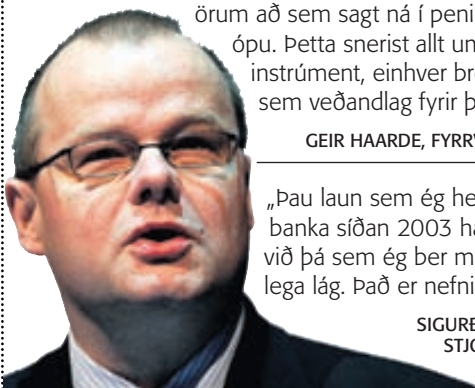 örum að sem sagt ná í peni
ópu. Þetta snerist allt um
instrúment, einhver br
sem veðandlag fyrir þ
GEIR HAARDE, FYRRV
„Þau laun sem ég he
banka síðan 2003 ha
við þá sem ég ber m
lega lág. Það er nefni
SIGURÐ
STJÓ